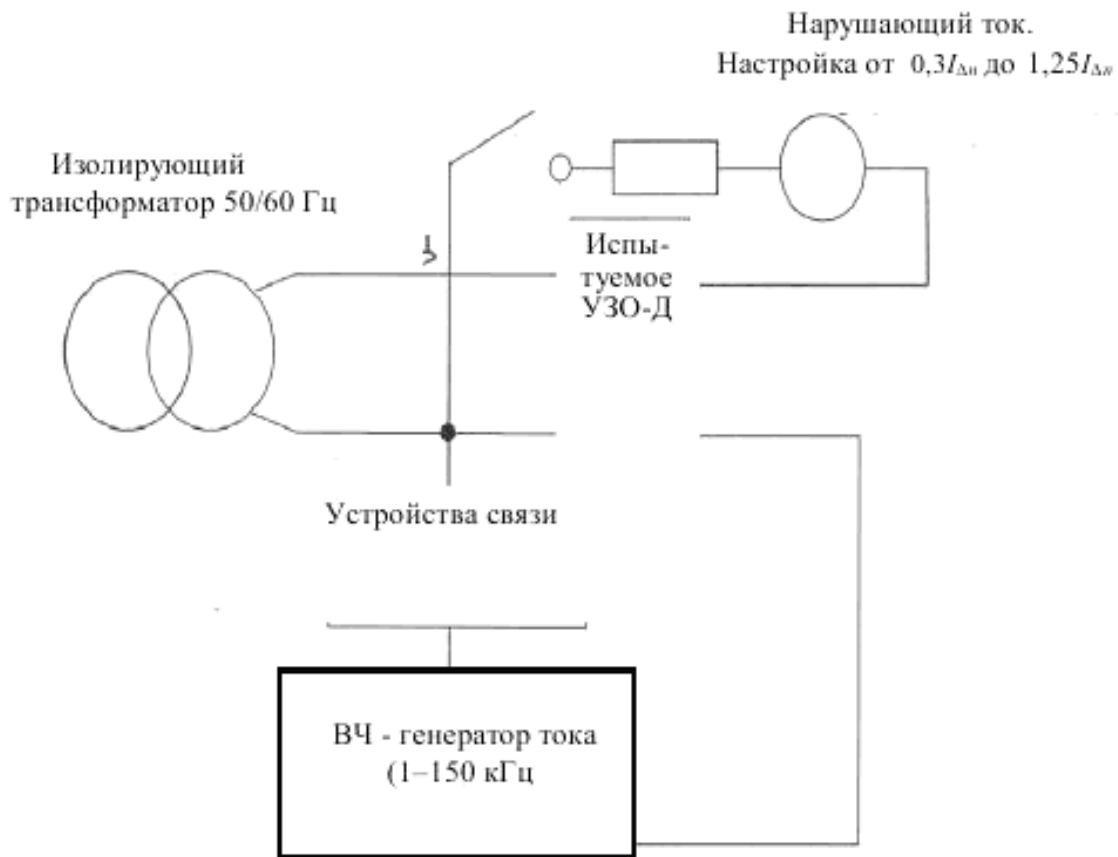 Нарушающий ток.
Настройка от 0,3IΔn до 1,25IΔn
Изолирующий
трансформатор 50/60 Гц
Испы-
туемое
УЗО-Д
Устройства связи
ВЧ - генератор тока
(1–150 кГц